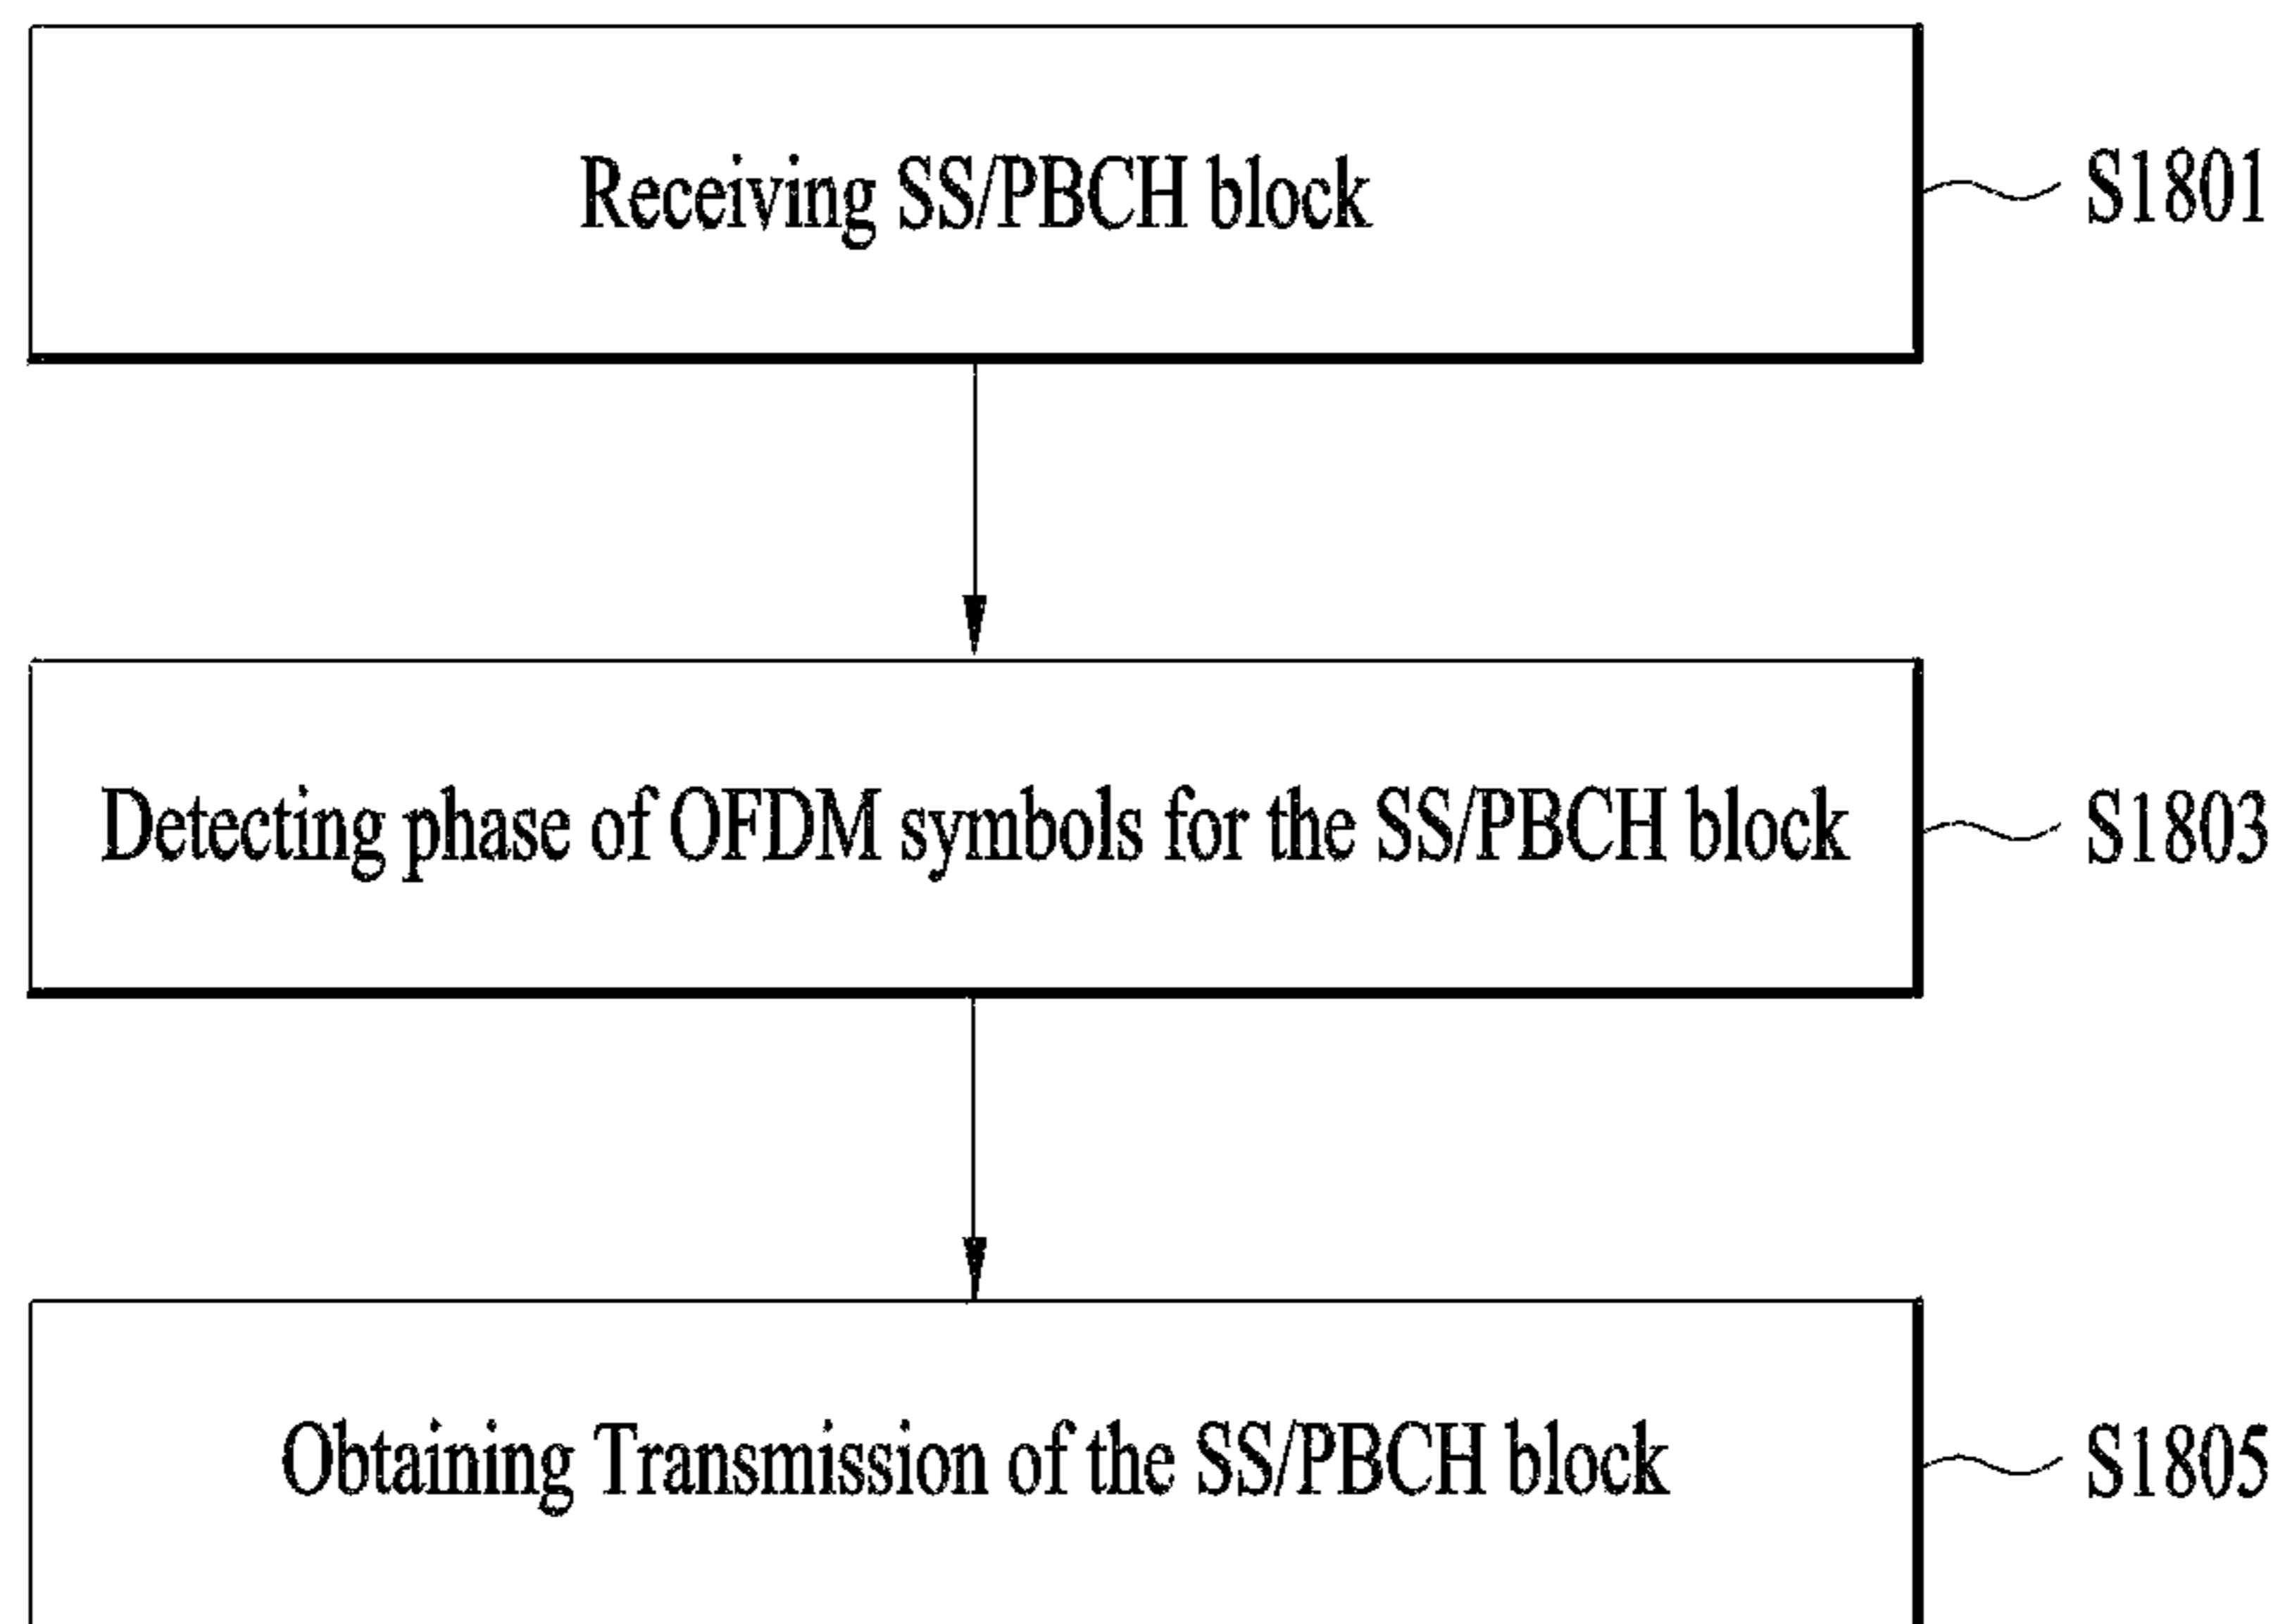 Receiving SS/PBCH block
S1801
Detecting phase of OFDM symbols for the SS/PBCH block
S1803
Obtaining Transmission of the SS/PBCH block
S1805